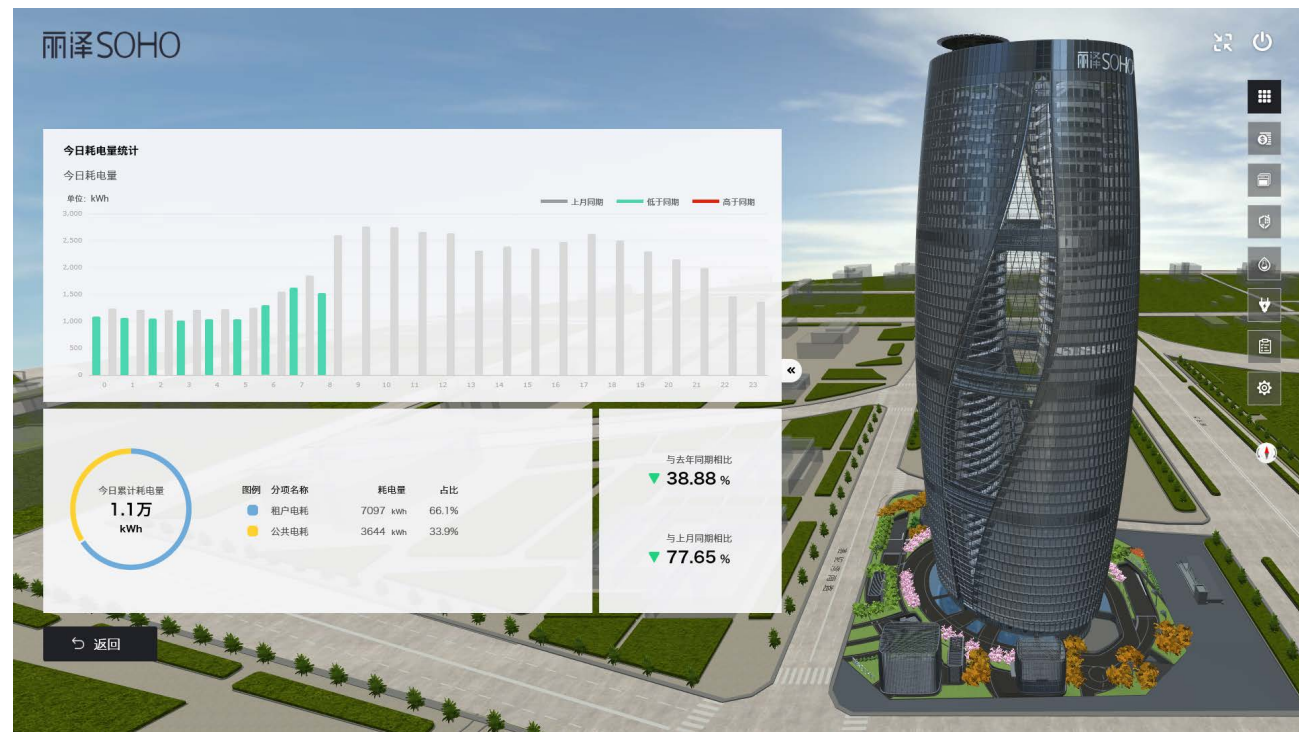 丽泽SOHO
丽泽SOHO
今日耗电量统计
今日耗电量
单位: kWh
上月同期 低于同期 高于同期
3,000
2,500
2,000
1,500
1,000
500
0
0 1 2 3 4 5 6 7 8 9 10 11 12 13 14 15 16 17 18 19 20 21 22 23
«
今日累计耗电量
1.1万
kWh
图例 分项名称 耗电量 占比
租户电耗 7097 kWh 66.1%
公共电耗 3644 kWh 33.9%
与去年同期相比
▼ 38.88 %
与上月同期相比
▼ 77.65 %
返回